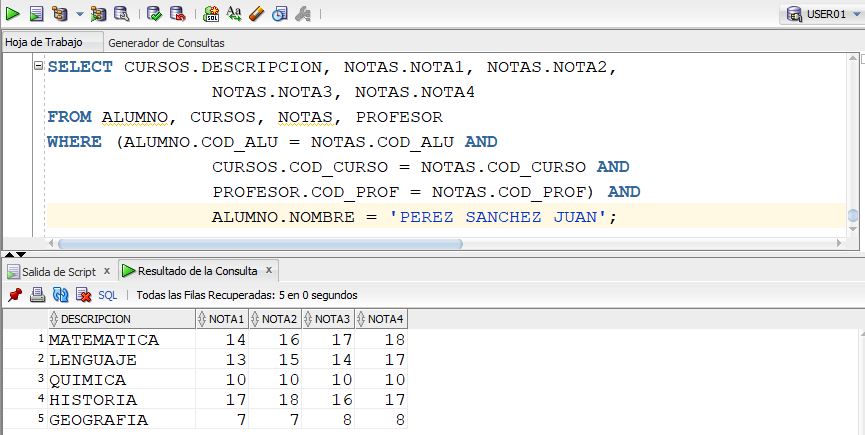 USER01
Hoja de Trabajo Generador de Consultas
SELECT CURSOS.DESCRIPCION, NOTAS.NOTA1, NOTAS.NOTA2,
NOTAS.NOTA3, NOTAS.NOTA4
FROM ALUMNO, CURSOS, NOTAS, PROFESOR
WHERE (ALUMNO.COD_ALU = NOTAS.COD_ALU AND
CURSOS.COD_CURSO = NOTAS.COD_CURSO AND
PROFESOR.COD_PROF = NOTAS.COD_PROF) AND
ALUMNO.NOMBRE = 'PEREZ SANCHEZ JUAN';
Salida de Script x Resultado de la Consulta x
SQL | Todas las Filas Recuperadas: 5 en 0 segundos
DESCRIPCION NOTA1 NOTA2 NOTA3 NOTA4
1 MATEMATICA 14 16 17 18
2 LENGUAJE 13 15 14 17
3 QUIMICA 10 10 10 10
4 HISTORIA 17 18 16 17
5 GEOGRAFIA 7 7 8 8